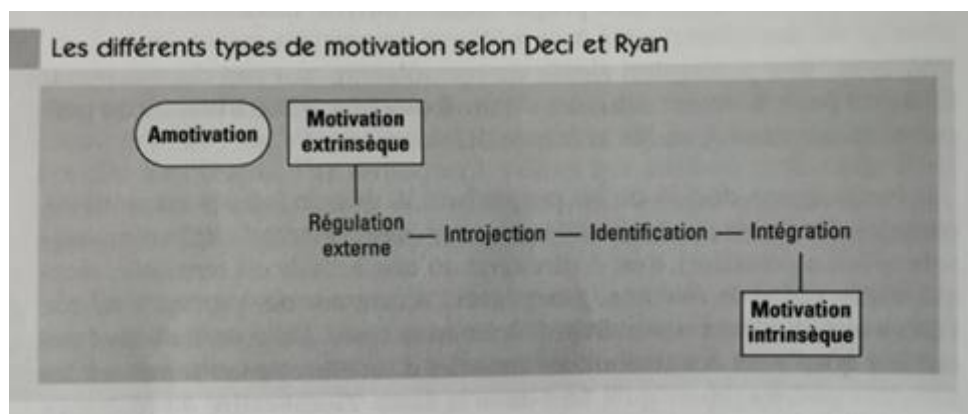 Les différents types de motivation selon Deci et Ryan
Amotivation
Motivation
extrinsèque
Régulation
externe — Introjection — Identification — Intégration
Motivation
intrinsèque